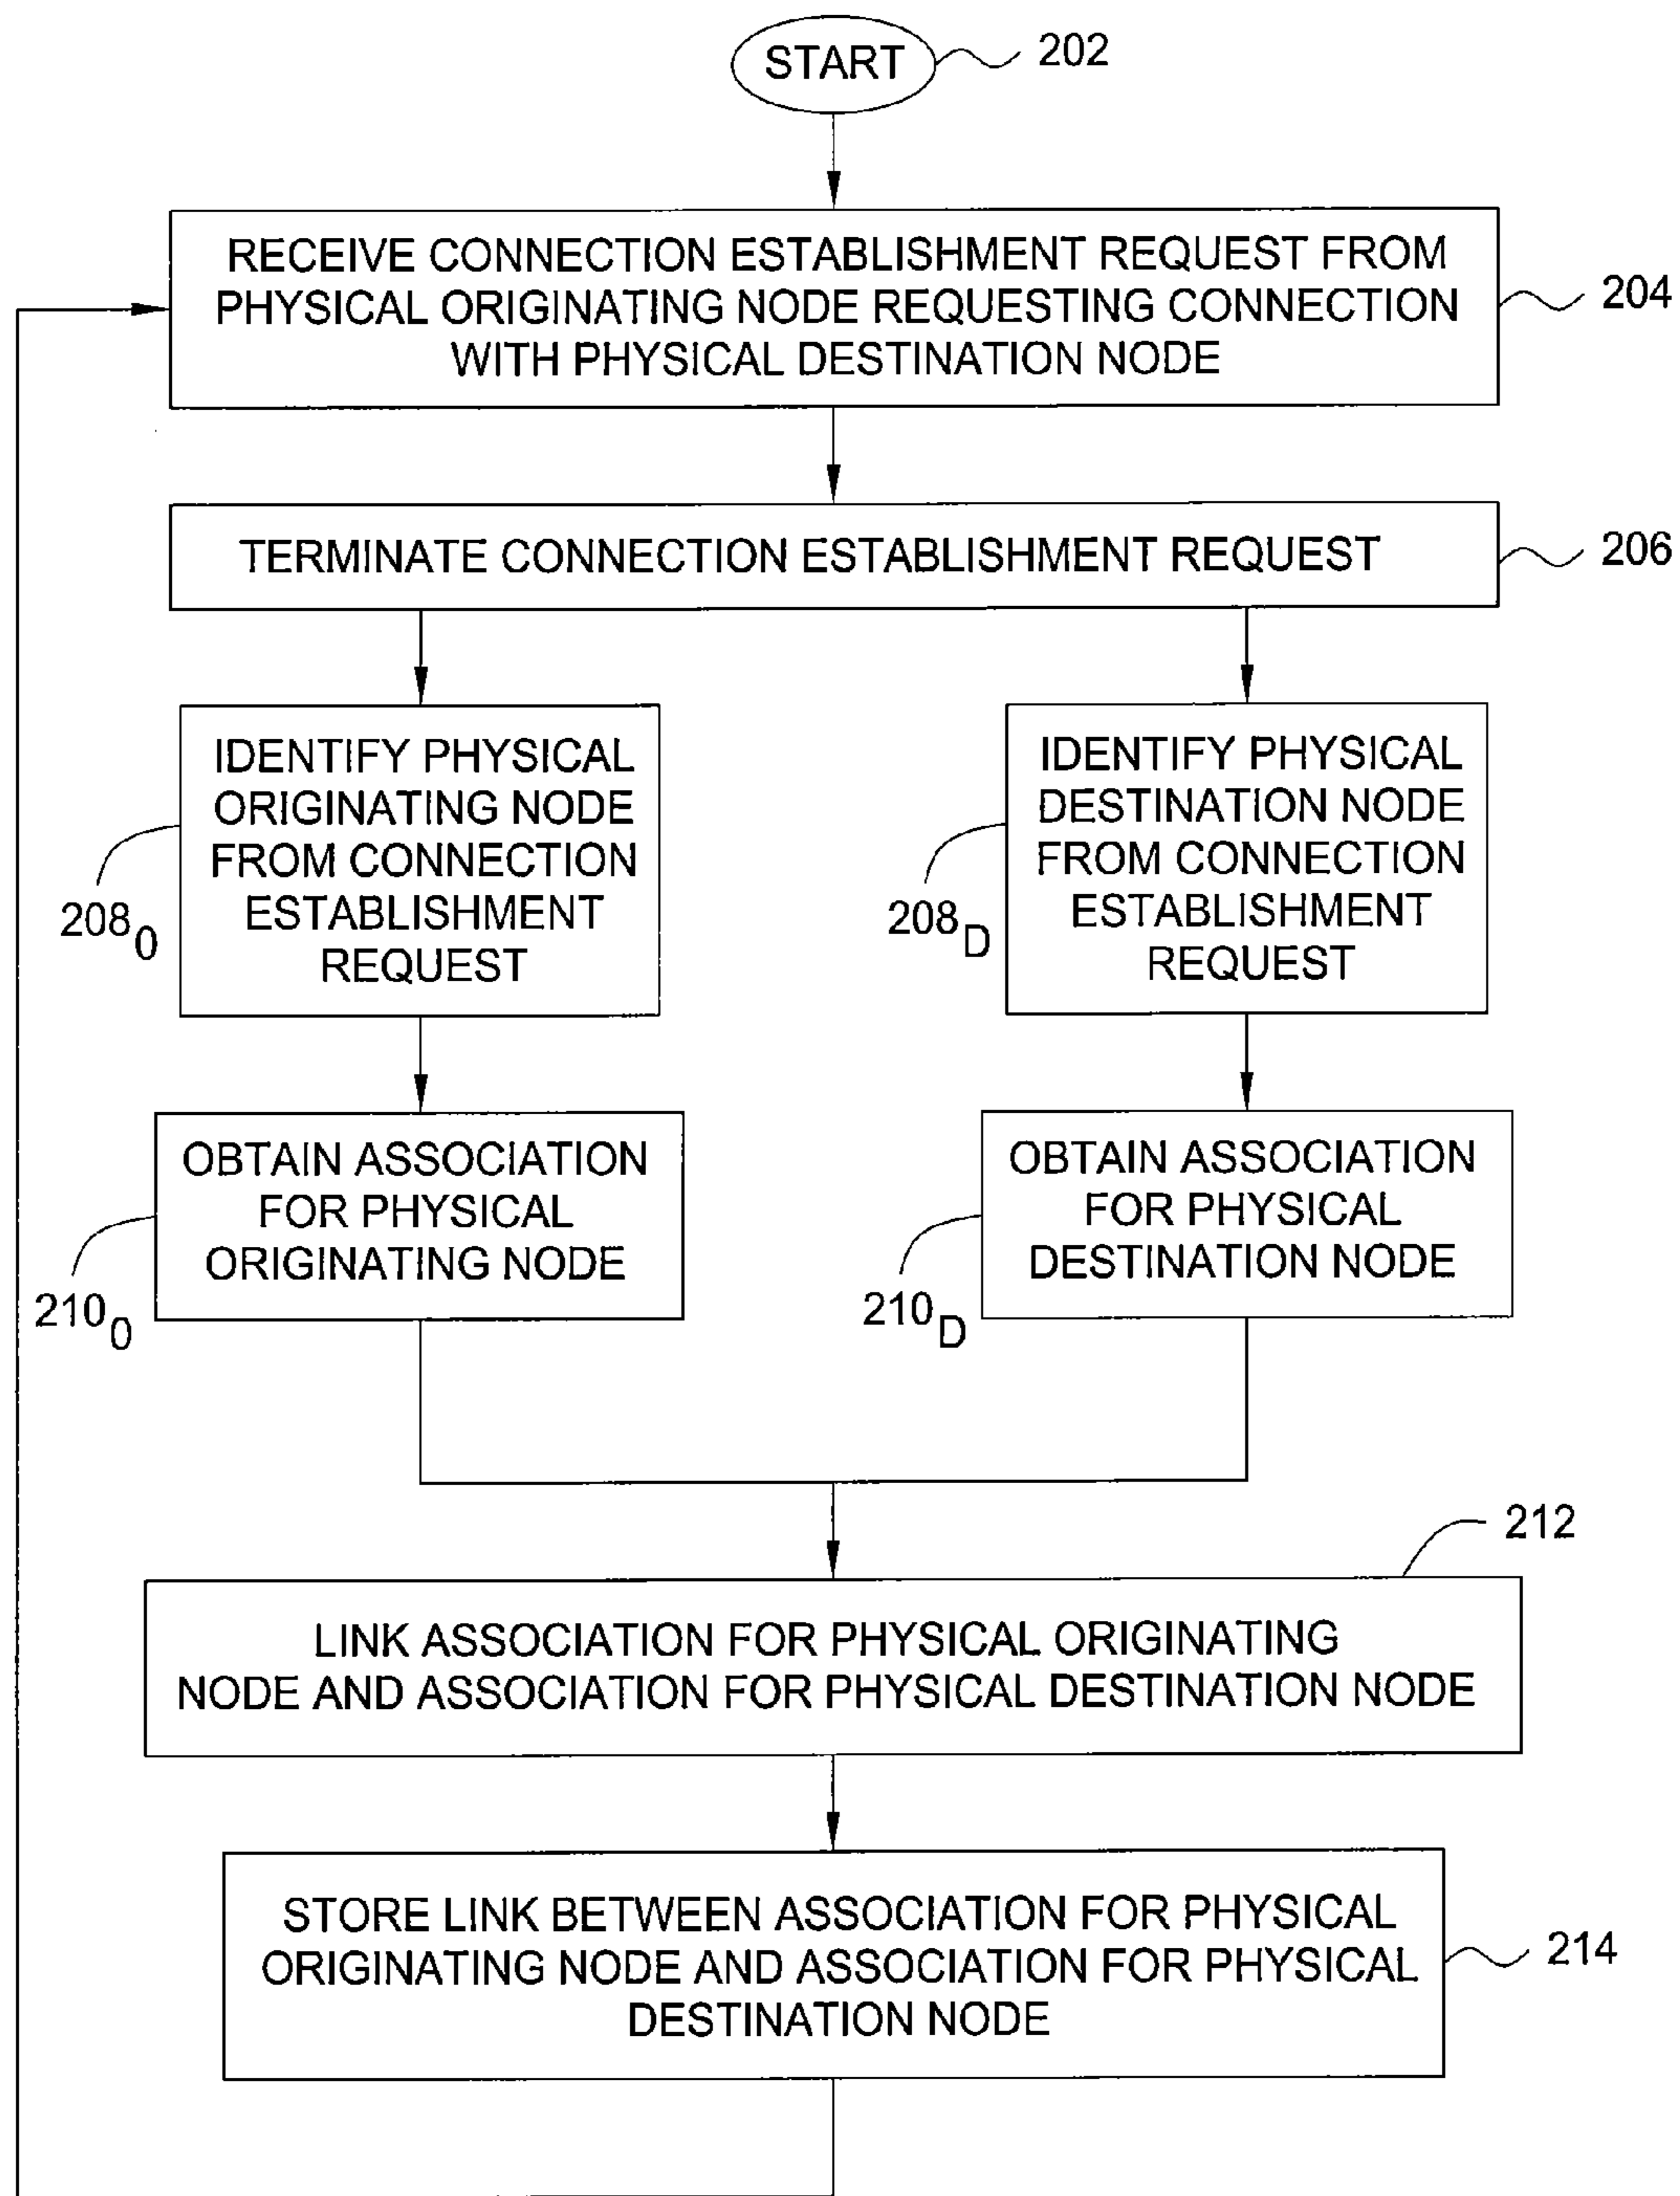 START
202
RECEIVE CONNECTION ESTABLISHMENT REQUEST FROM
PHYSICAL ORIGINATING NODE REQUESTING CONNECTION
WITH PHYSICAL DESTINATION NODE
204
TERMINATE CONNECTION ESTABLISHMENT REQUEST
206
IDENTIFY PHYSICAL
ORIGINATING NODE
FROM CONNECTION
ESTABLISHMENT
REQUEST
208O
IDENTIFY PHYSICAL
DESTINATION NODE
FROM CONNECTION
ESTABLISHMENT
REQUEST
208D
OBTAIN ASSOCIATION
FOR PHYSICAL
ORIGINATING NODE
210O
OBTAIN ASSOCIATION
FOR PHYSICAL
DESTINATION NODE
210D
212
LINK ASSOCIATION FOR PHYSICAL ORIGINATING
NODE AND ASSOCIATION FOR PHYSICAL DESTINATION NODE
STORE LINK BETWEEN ASSOCIATION FOR PHYSICAL
ORIGINATING NODE AND ASSOCIATION FOR PHYSICAL
DESTINATION NODE
214